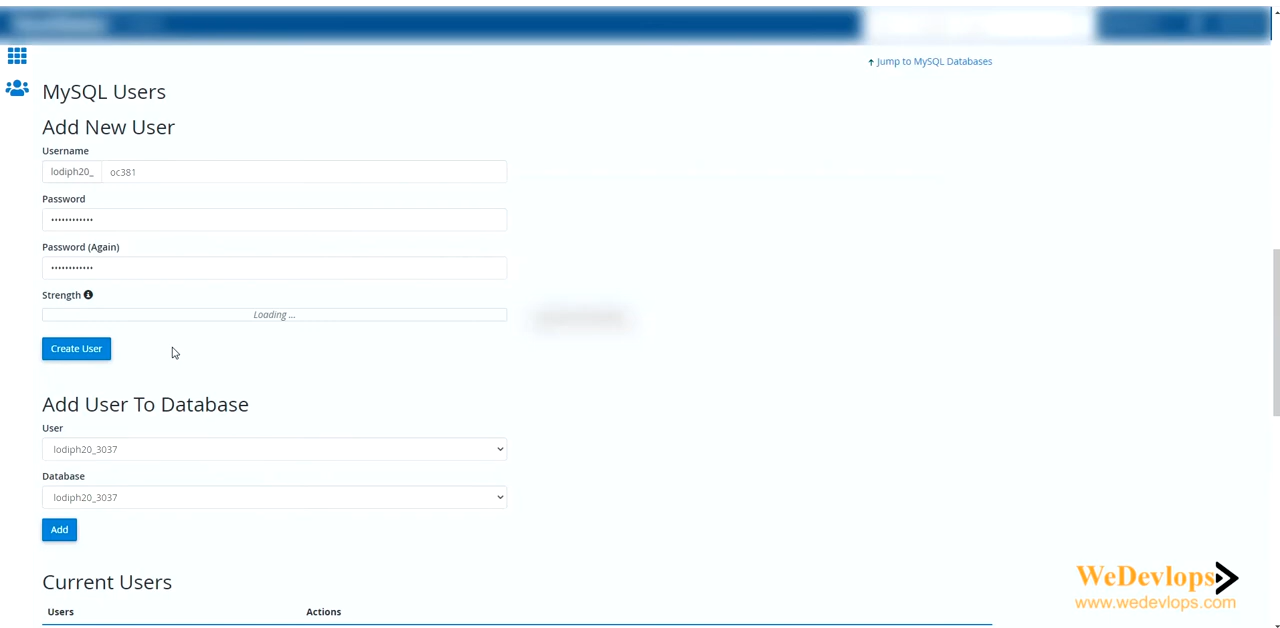 ↑ Jump to MySQL Databases
MySQL Users
Add New User
Username
lodiph20_ oc381
Password
••••••••••••
Password (Again)
••••••••••••
Strength
Loading ...
Create User
Add User To Database
User
lodiph20_3037
Database
lodiph20_3037
Add
Current Users
Users Actions
WeDevlops
www.wedevlops.com